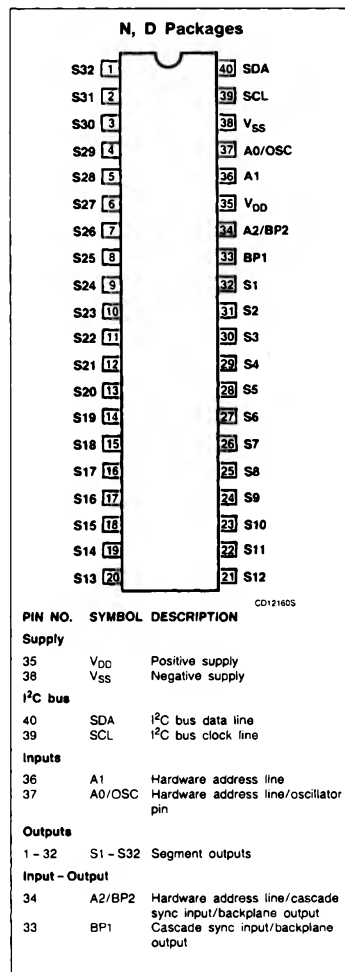 N, D Packages
S32 1 40 SDA
S31 2 39 SCL
S30 3 38 VSS
S29 4 37 A0/OSC
S28 5 36 A1
S27 6 35 VDD
S26 7 34 A2/BP2
S25 8 33 BP1
S24 9 32 S1
S23 10 31 S2
S22 11 30 S3
S21 12 29 S4
S20 13 28 S5
S19 14 27 S6
S18 15 26 S7
S17 16 25 S8
S16 17 24 S9
S15 18 23 S10
S14 19 22 S11
S13 20 21 S12
CD12160S
PIN NO. SYMBOL DESCRIPTION
Supply
35 VDD Positive supply
38 VSS Negative supply
I²C bus
40 SDA I²C bus data line
39 SCL I²C bus clock line
Inputs
36 A1 Hardware address line
37 A0/OSC Hardware address line/oscillator
pin
Outputs
1 – 32 S1 – S32 Segment outputs
Input – Output
34 A2/BP2 Hardware address line/cascade
sync input/backplane output
33 BP1 Cascade sync input/backplane
output